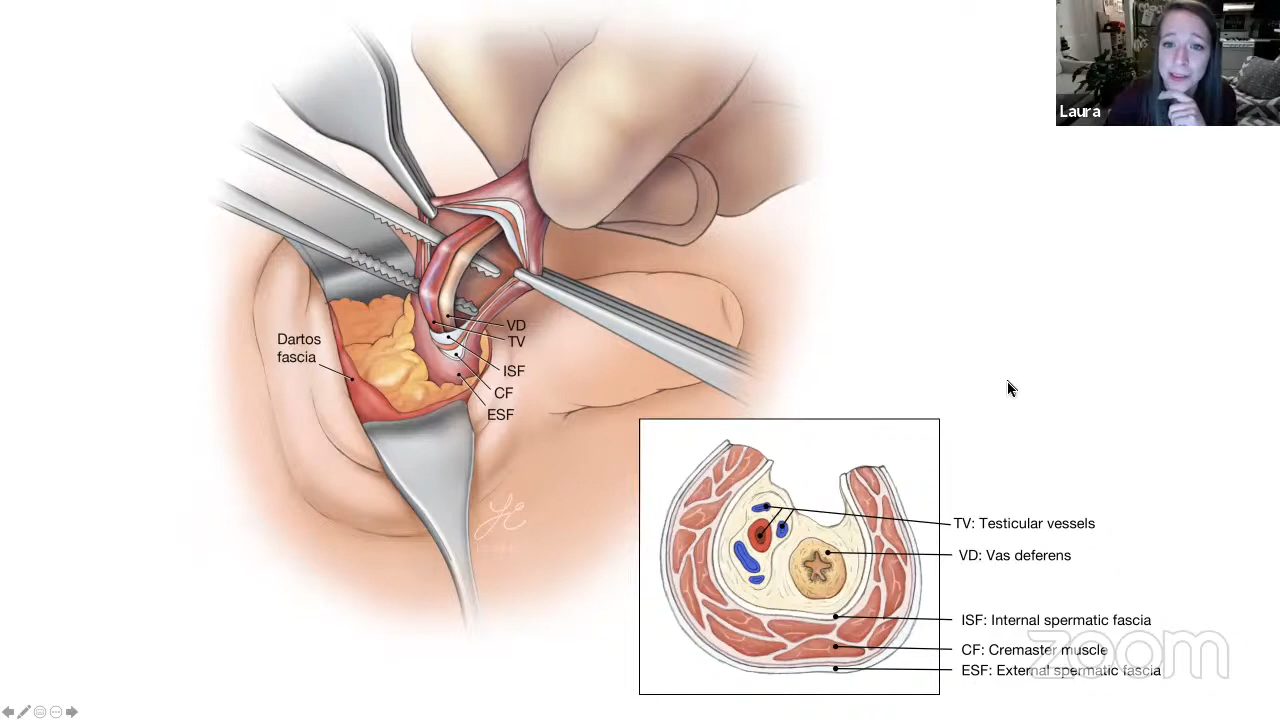 Laura
Dartos
fascia
VD
TV
ISF
CF
ESF
TV: Testicular vessels
VD: Vas deferens
ISF: Internal spermatic fascia
CF: Cremaster muscle
ESF: External spermatic fascia
zoom